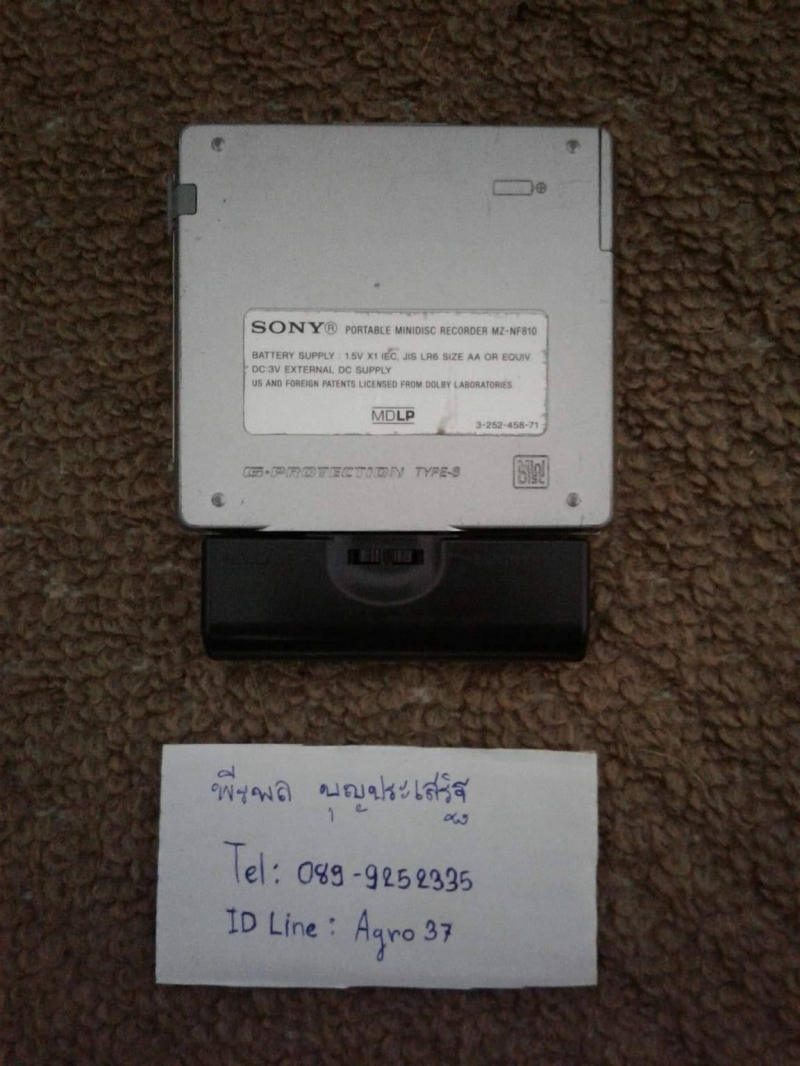 SONY® PORTABLE MINIDISC RECORDER MZ-NF810
BATTERY SUPPLY : 1.5V X1 IEC, JIS LR6 SIZE AA OR EQUIV.
DC:3V EXTERNAL DC SUPPLY
US AND FOREIGN PATENTS LICENSED FROM DOLBY LABORATORIES
MDLP
3-252-458-71
G-PROTECTION TYPE-S
Mini
Disc
พีรพล บุญประเสริฐ
Tel: 089-9252335
ID Line: Agro 37